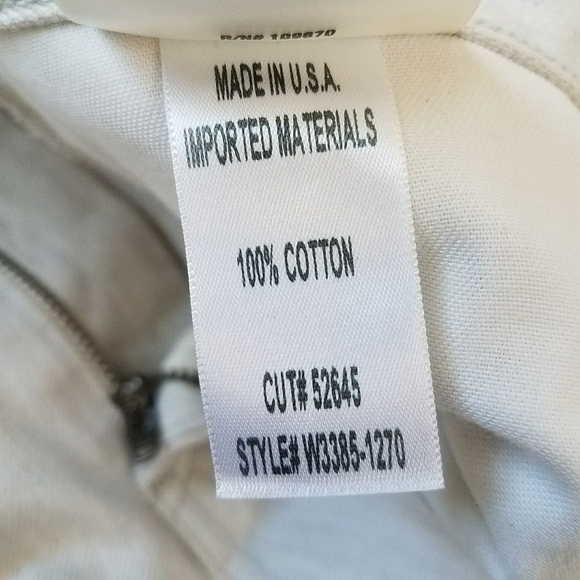 MADE IN U.S.A.
IMPORTED MATERIALS
100% COTTON
CUT# 52645
STYLE# W3385-1270